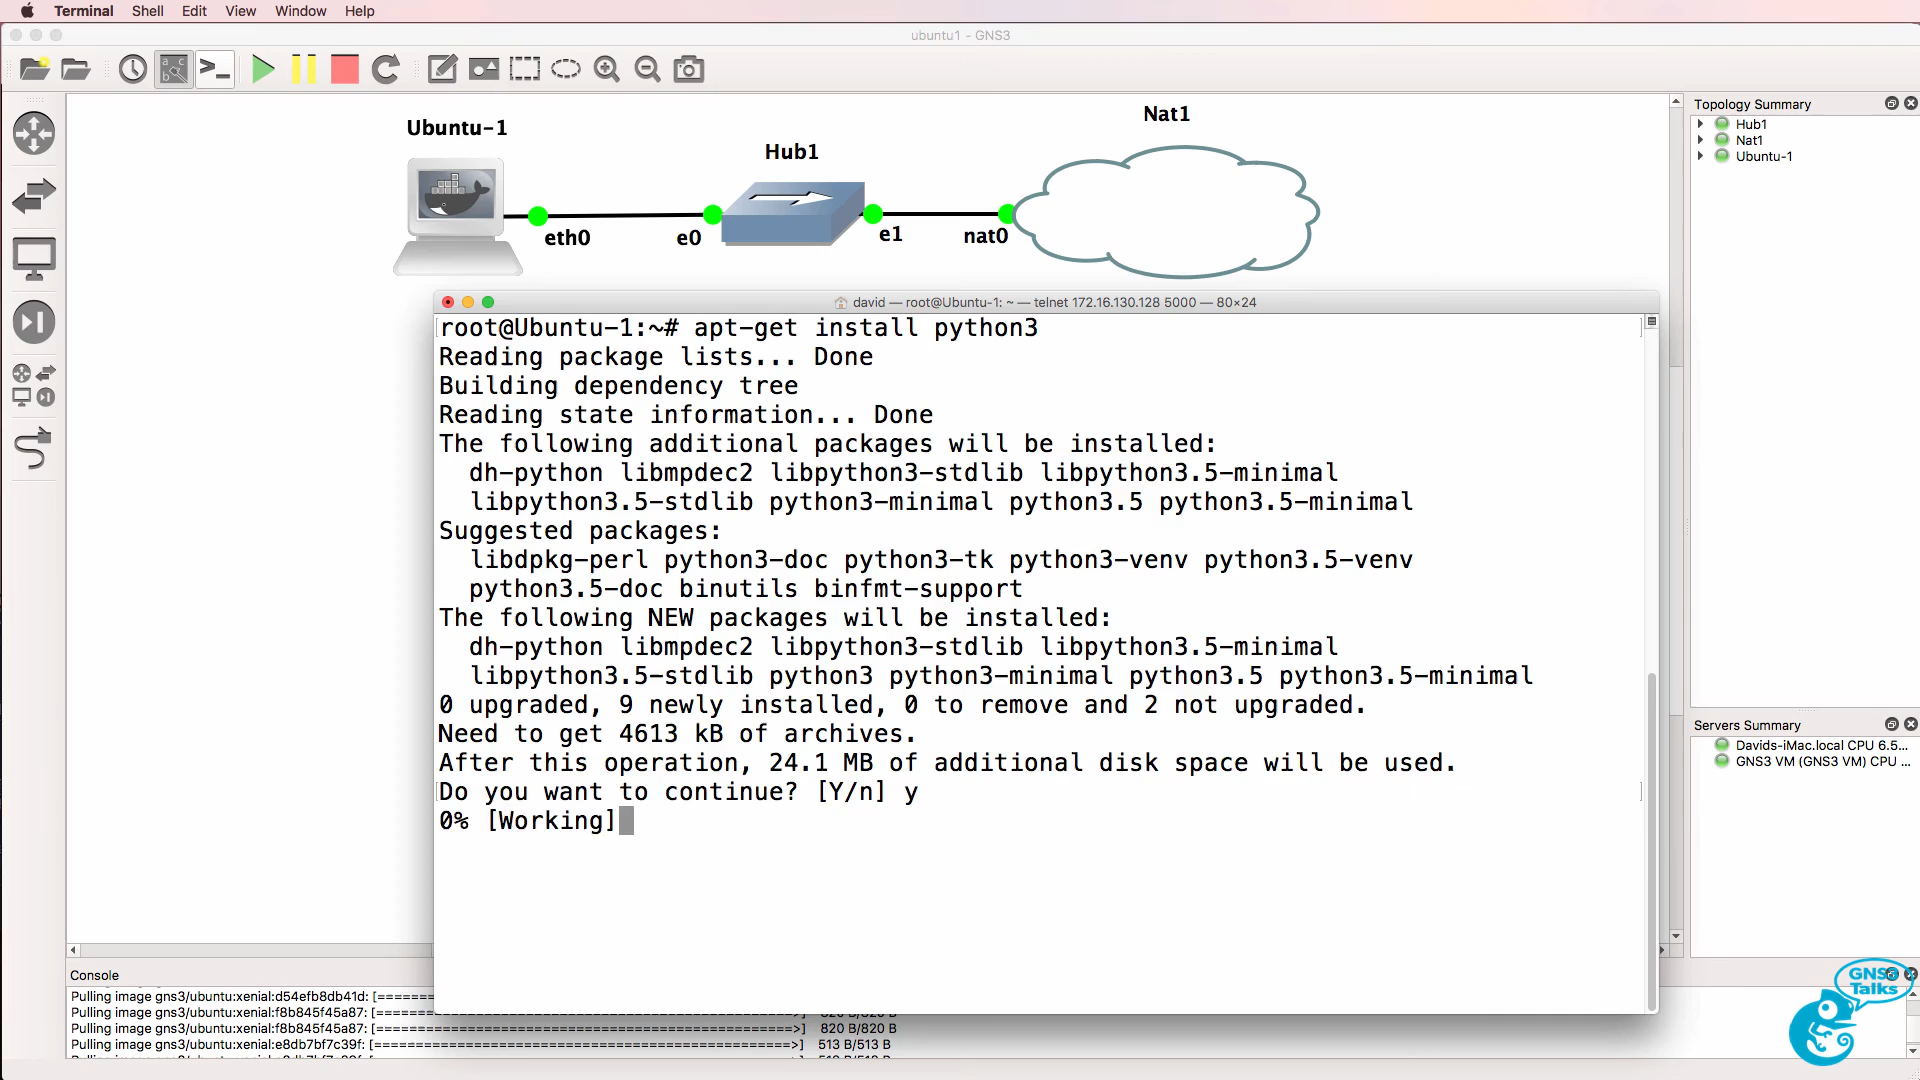 Terminal Shell Edit View Window Help
ubuntu1 - GNS3
Ubuntu-1
Hub1
Nat1
eth0
e0
e1
nat0
Topology Summary
Hub1
Nat1
Ubuntu-1
david — root@Ubuntu-1: ~ — telnet 172.16.130.128 5000 — 80×24
root@Ubuntu-1:~# apt-get install python3
Reading package lists... Done
Building dependency tree
Reading state information... Done
The following additional packages will be installed:
dh-python libmpdec2 libpython3-stdlib libpython3.5-minimal
libpython3.5-stdlib python3-minimal python3.5 python3.5-minimal
Suggested packages:
libdpkg-perl python3-doc python3-tk python3-venv python3.5-venv
python3.5-doc binutils binfmt-support
The following NEW packages will be installed:
dh-python libmpdec2 libpython3-stdlib libpython3.5-minimal
libpython3.5-stdlib python3 python3-minimal python3.5 python3.5-minimal
0 upgraded, 9 newly installed, 0 to remove and 2 not upgraded.
Need to get 4613 kB of archives.
After this operation, 24.1 MB of additional disk space will be used.
Do you want to continue? [Y/n] y
0% [Working]
Servers Summary
Davids-iMac.local CPU 6.5...
GNS3 VM (GNS3 VM) CPU ...
Console
Pulling image gns3/ubuntu:xenial:d54efb8db41d: [=======
Pulling image gns3/ubuntu:xenial:f8b845f45a87: [==================================================>] 820 B/820 B
Pulling image gns3/ubuntu:xenial:f8b845f45a87: [==================================================>] 820 B/820 B
Pulling image gns3/ubuntu:xenial:e8db7bf7c39f: [==================================================>] 513 B/513 B
GNS3
Talks